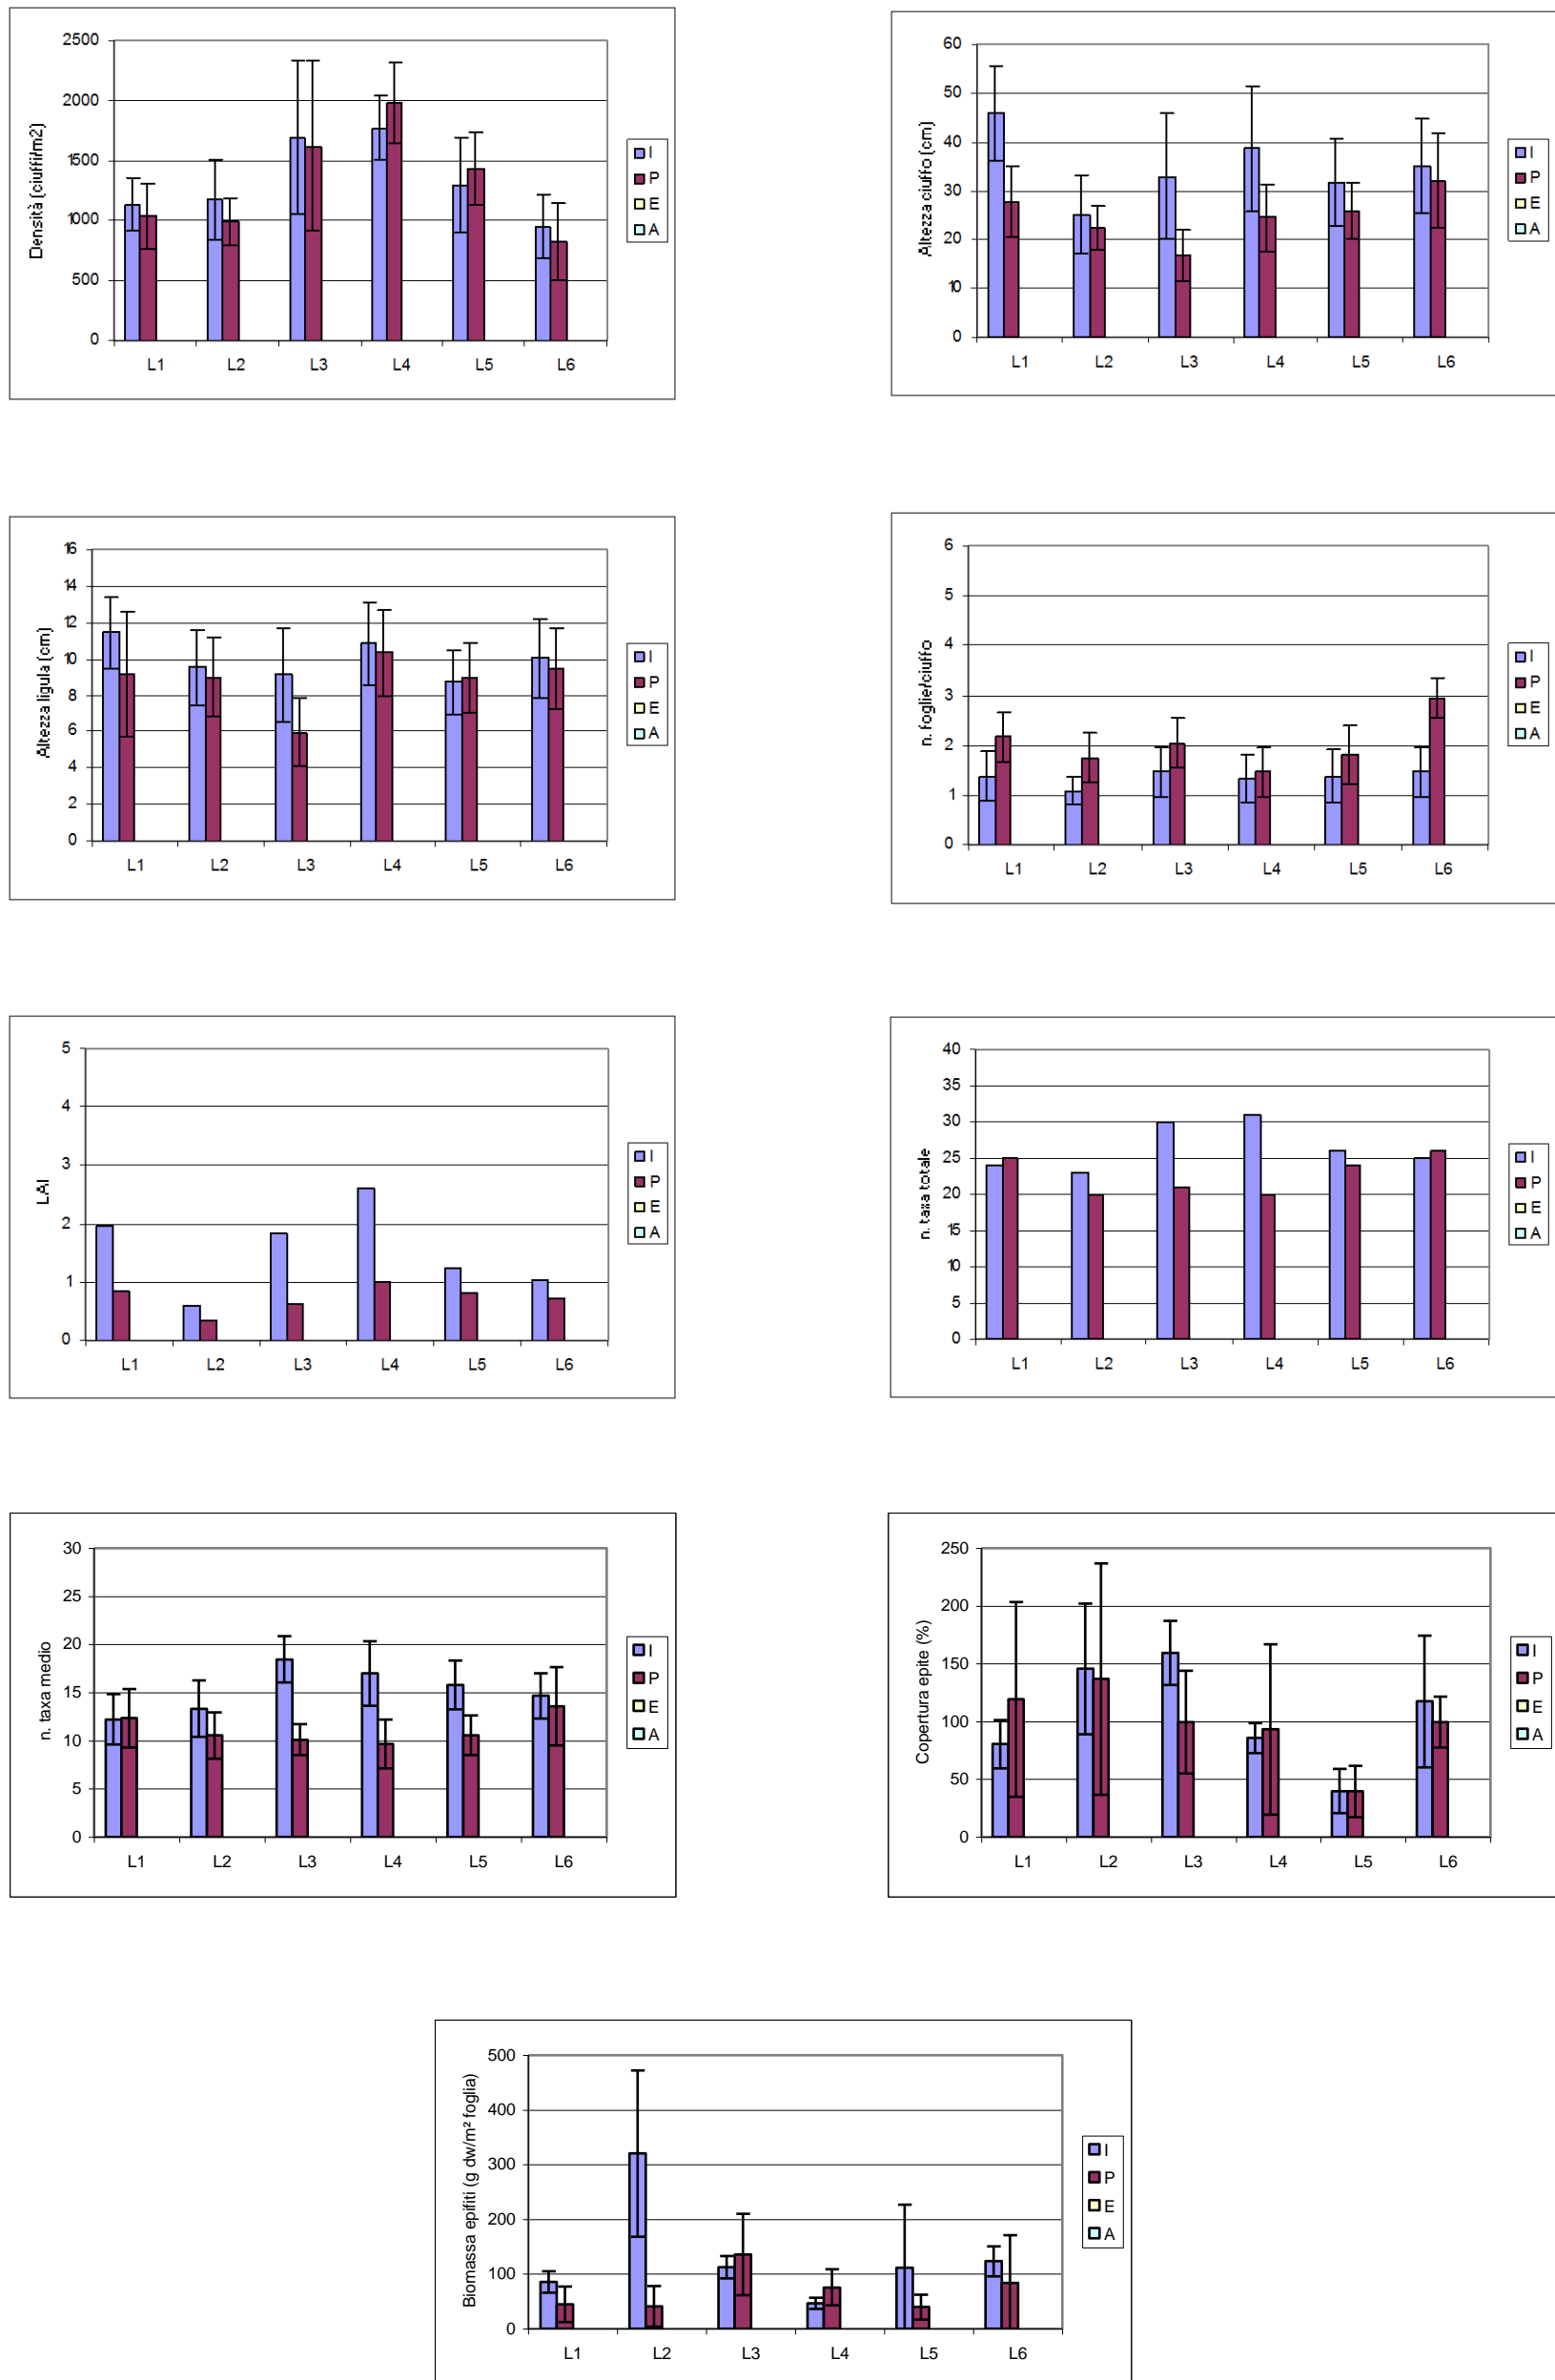 2500
2000
1500
1000
500
0
Densità (ciuffi/m2)
L1 L2 L3 L4 L5 L6
I
P
E
A
60
50
40
30
20
10
0
Altezza ciuffo (cm)
L1 L2 L3 L4 L5 L6
I
P
E
A
16
14
12
10
8
6
4
2
0
Altezza ligula (cm)
L1 L2 L3 L4 L5 L6
I
P
E
A
6
5
4
3
2
1
0
n. foglie/ciuffo
L1 L2 L3 L4 L5 L6
I
P
E
A
5
4
3
2
1
0
LAI
L1 L2 L3 L4 L5 L6
I
P
E
A
40
35
30
25
20
15
10
5
0
n. taxa totale
L1 L2 L3 L4 L5 L6
I
P
E
A
30
25
20
15
10
5
0
n. taxa medio
L1 L2 L3 L4 L5 L6
I
P
E
A
250
200
150
100
50
0
Copertura epite (%)
L1 L2 L3 L4 L5 L6
I
P
E
A
500
400
300
200
100
0
Biomassa epifiti (g dw/m² foglia)
L1 L2 L3 L4 L5 L6
I
P
E
A